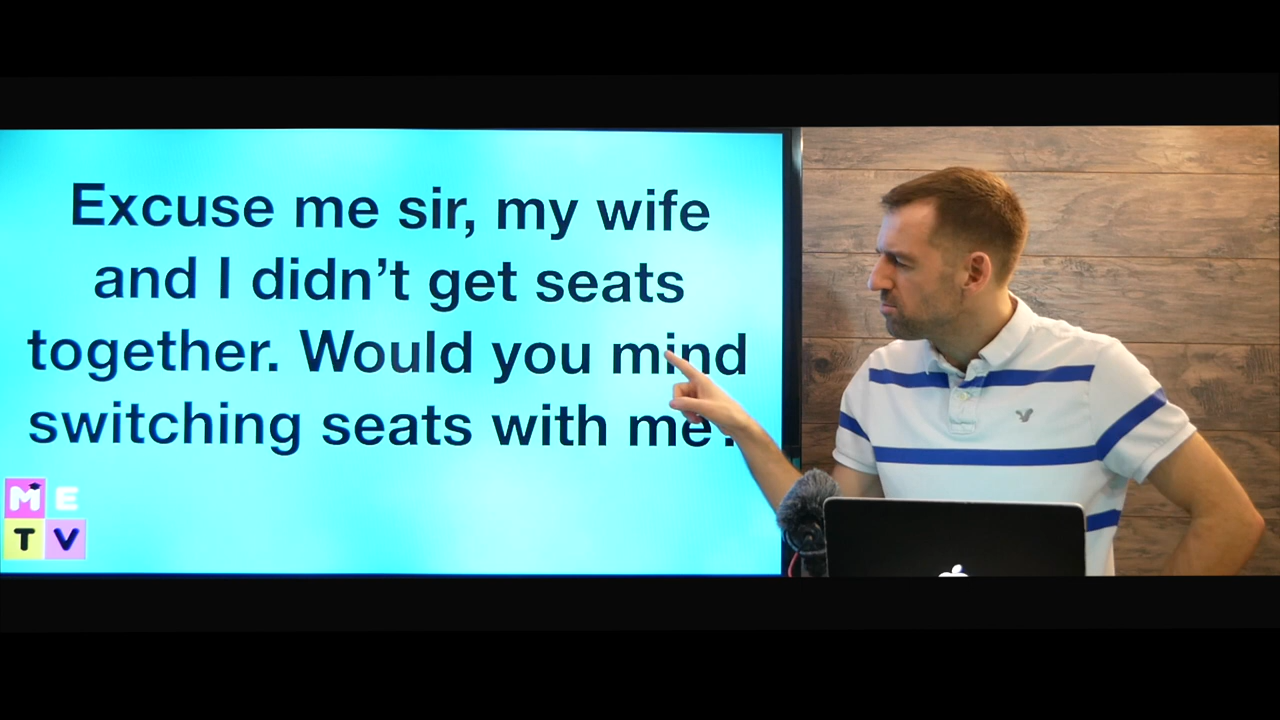 Excuse me sir, my wife
and I didn’t get seats
together. Would you mind
switching seats with me?
M E
T V